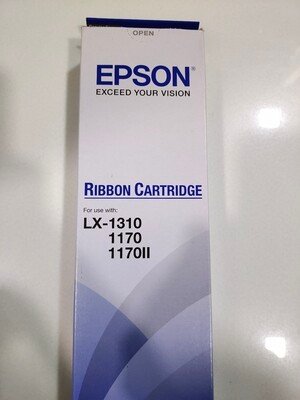 OPEN
EPSON®
EXCEED YOUR VISION
RIBBON CARTRIDGE
For use with:
LX-1310
1170
1170II